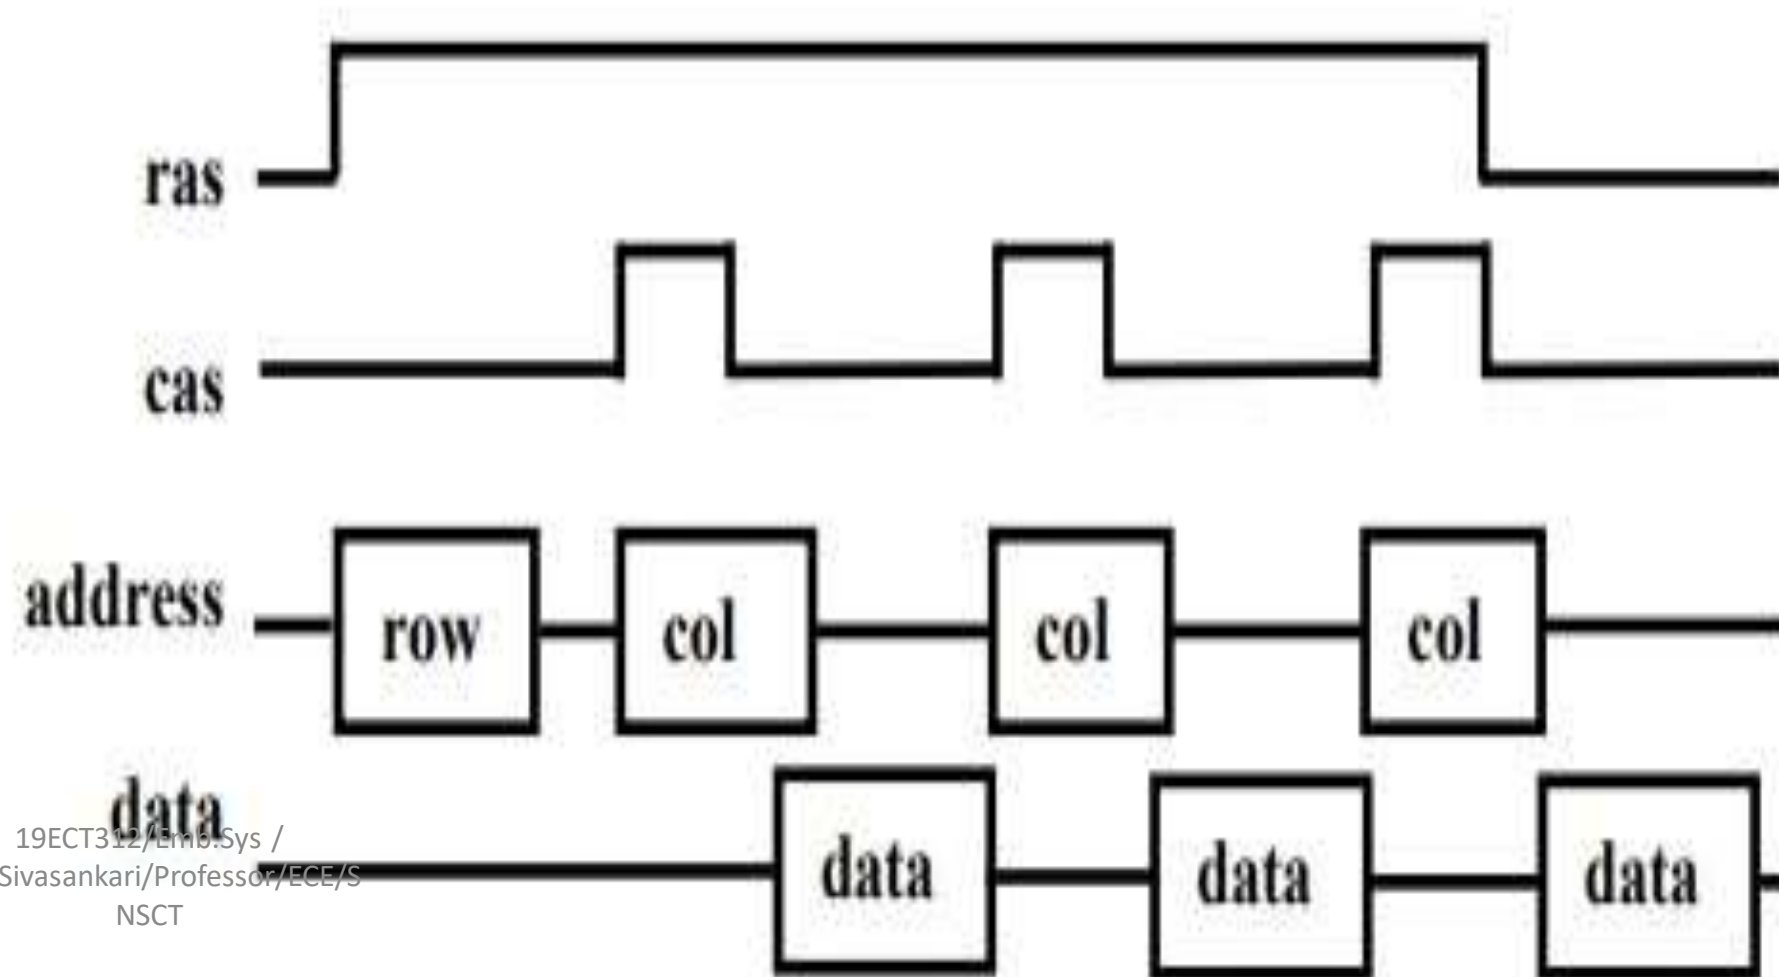 ras
cas
address
row
col
col
col
data
data
data
data
19ECT312/Emb.Sys /
Sivasankari/Professor/ECE/S
NSCT